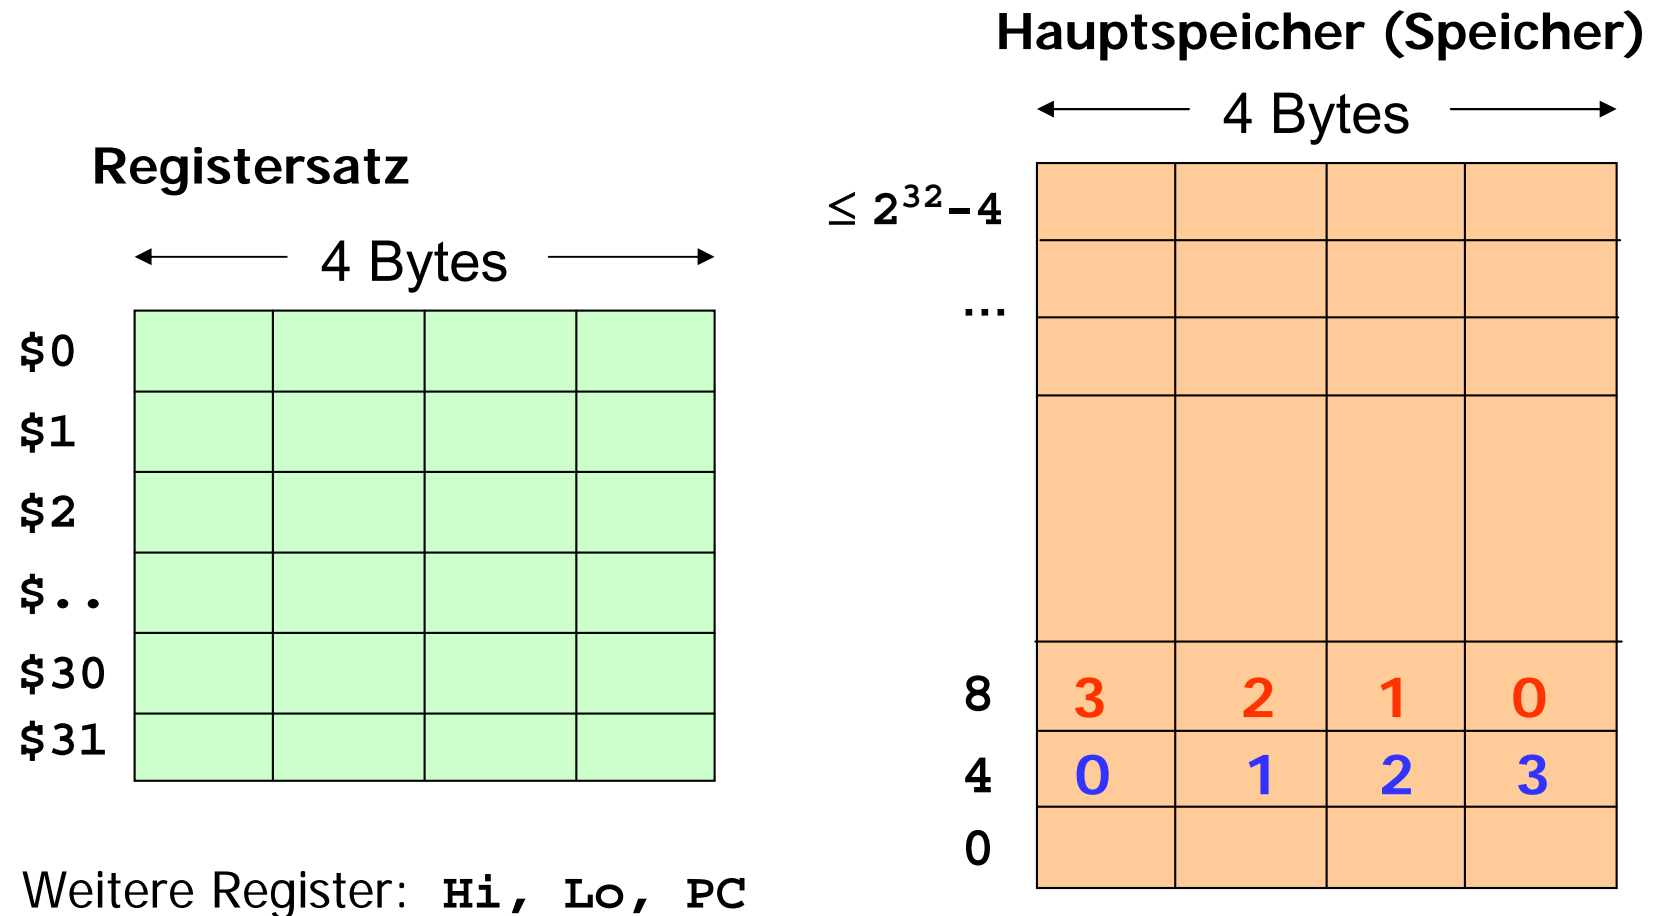 Hauptspeicher (Speicher)
4 Bytes
Registersatz
4 Bytes
$0
$1
$2
$..
$30
$31
Weitere Register: Hi, Lo, PC
≤ 2³²-4
...
8 3 2 1 0
4 0 1 2 3
0